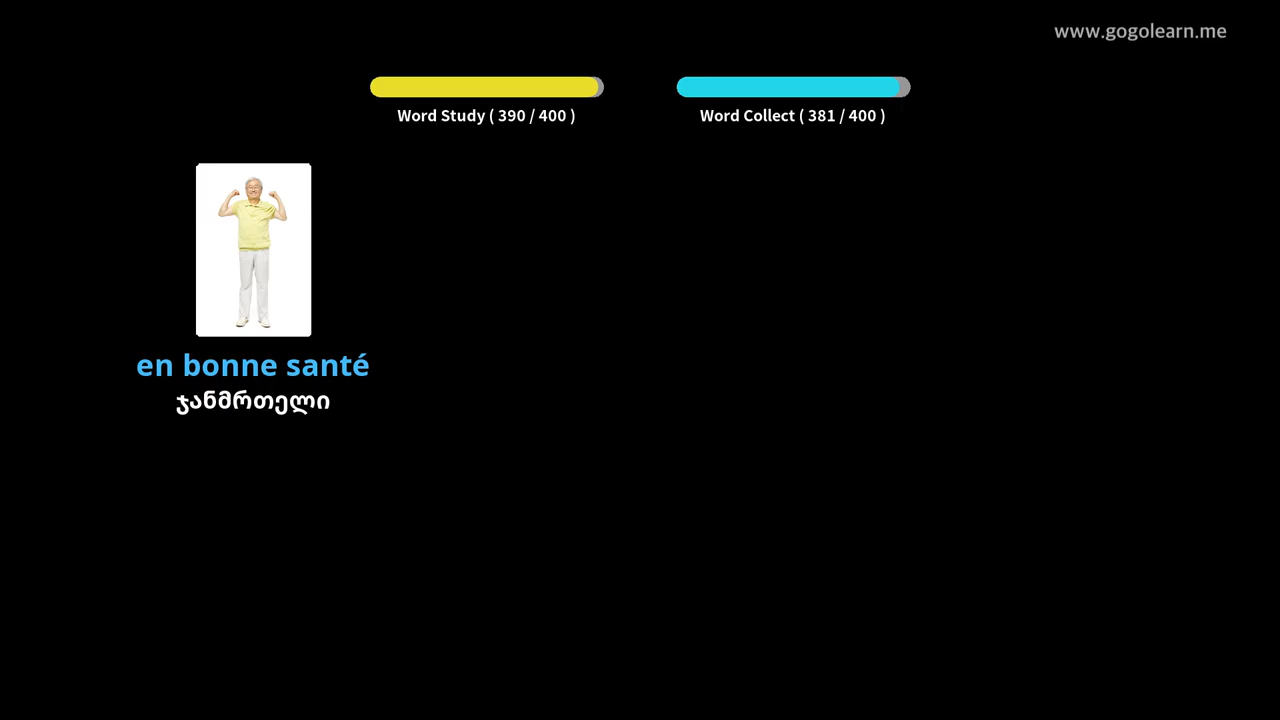 www.gogolearn.me
Word Study ( 390 / 400 )
Word Collect ( 381 / 400 )
en bonne santé
ჯანმრთელი